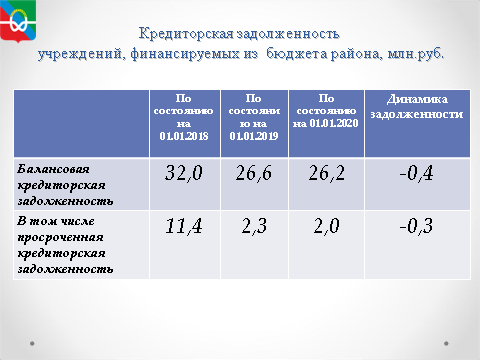 Кредиторская задолженность
учреждений, финансируемых из бюджета района, млн.руб.
По
состоянию
на
01.01.2018
По
состояни
ю на
01.01.2019
По
состоянию
на 01.01.2020
Динамика
задолженности
Балансовая
кредиторская
задолженность
32,0
26,6
26,2
-0,4
В том числе
просроченная
кредиторская
задолженность
11,4
2,3
2,0
-0,3